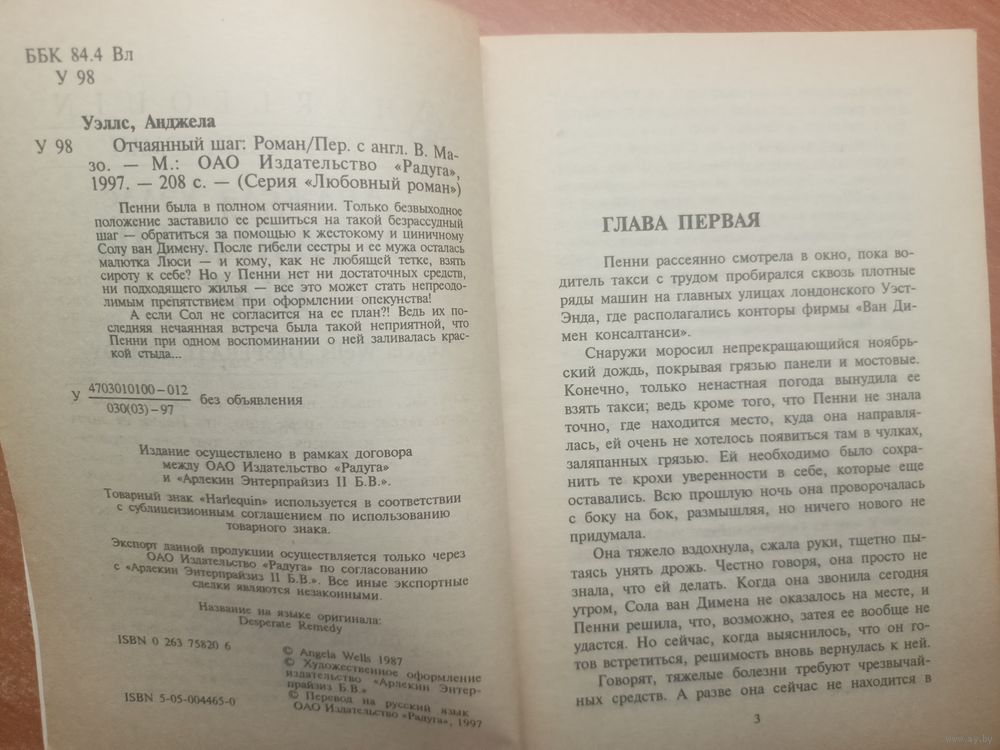 ББК 84.4 Вл
У 98
Уэллс, Анджела
У 98 Отчаянный шаг: Роман/Пер. с англ. В. Ма-
зо. — М.: ОАО Издательство «Радуга»,
1997. — 208 с. — (Серия «Любовный роман»)
Пенни была в полном отчаянии. Только безвыходное
положение заставило ее решиться на такой безрассудный
шаг — обратиться за помощью к жестокому и циничному
Солу ван Димену. После гибели сестры и ее мужа осталась
малютка Люси — и кому, как не любящей тетке, взять
сироту к себе? Но у Пенни нет ни достаточных средств,
ни подходящего жилья — все это может стать непреодо-
лимым препятствием при оформлении опекунства!
А если Сол не согласится на ее план?! Ведь их по-
следняя нечаянная встреча была такой неприятной, что
Пенни при одном воспоминании о ней заливалась крас-
кой стыда...
У 4703010100—012
030(03)—97 без объявления
Издание осуществлено в рамках договора
между ОАО Издательство «Радуга»
и «Арлекин Энтерпрайзиз II Б.В.».
Товарный знак «Harlequin» используется в соответствии
с сублицензионным соглашением по использованию
товарного знака.
Экспорт данной продукции осуществляется только через
ОАО Издательство «Радуга» по согласованию
с «Арлекин Энтерпрайзиз II Б.В.». Все иные экспортные
сделки являются незаконными.
Название на языке оригинала:
Desperate Remedy
ISBN 0 263 75820 6
© Angela Wells 1987
© Художественное оформление
издательство «Арлекин Энтер-
прайзиз Б.В.»
ISBN 5-05-004465-0
© Перевод на русский язык
ОАО Издательство «Радуга», 1997
ГЛАВА ПЕРВАЯ
Пенни рассеянно смотрела в окно, пока во-
дитель такси с трудом пробирался сквозь плотные
ряды машин на главных улицах лондонского Уэст-
Энда, где располагались конторы фирмы «Ван Ди-
мен консалтанси».
Снаружи моросил непрекращающийся ноябрь-
ский дождь, покрывая грязью панели и мостовые.
Конечно, только ненастная погода вынудила ее
взять такси; ведь кроме того, что Пенни не знала
точно, где находится место, куда она направля-
лась, ей очень не хотелось появиться там в чулках,
заляпанных грязью. Ей необходимо было сохра-
нить те крохи уверенности в себе, которые еще
оставались. Всю прошлую ночь она проворочалась
с боку на бок, размышляя, но ничего нового не
придумала.
Она тяжело вздохнула, сжала руки, тщетно пы-
таясь унять дрожь. Честно говоря, она просто не
знала, что ей делать. Когда она звонила сегодня
утром, Сола ван Димена не оказалось на месте, и
Пенни решила, что, возможно, затея ее вообще не
удастся. Но сейчас, когда выяснилось, что он го-
тов встретиться, решимость вновь вернулась к ней.
Говорят, тяжелые болезни требуют чрезвычай-
ных средств. А разве она сейчас не находится в
3
www.ay.by